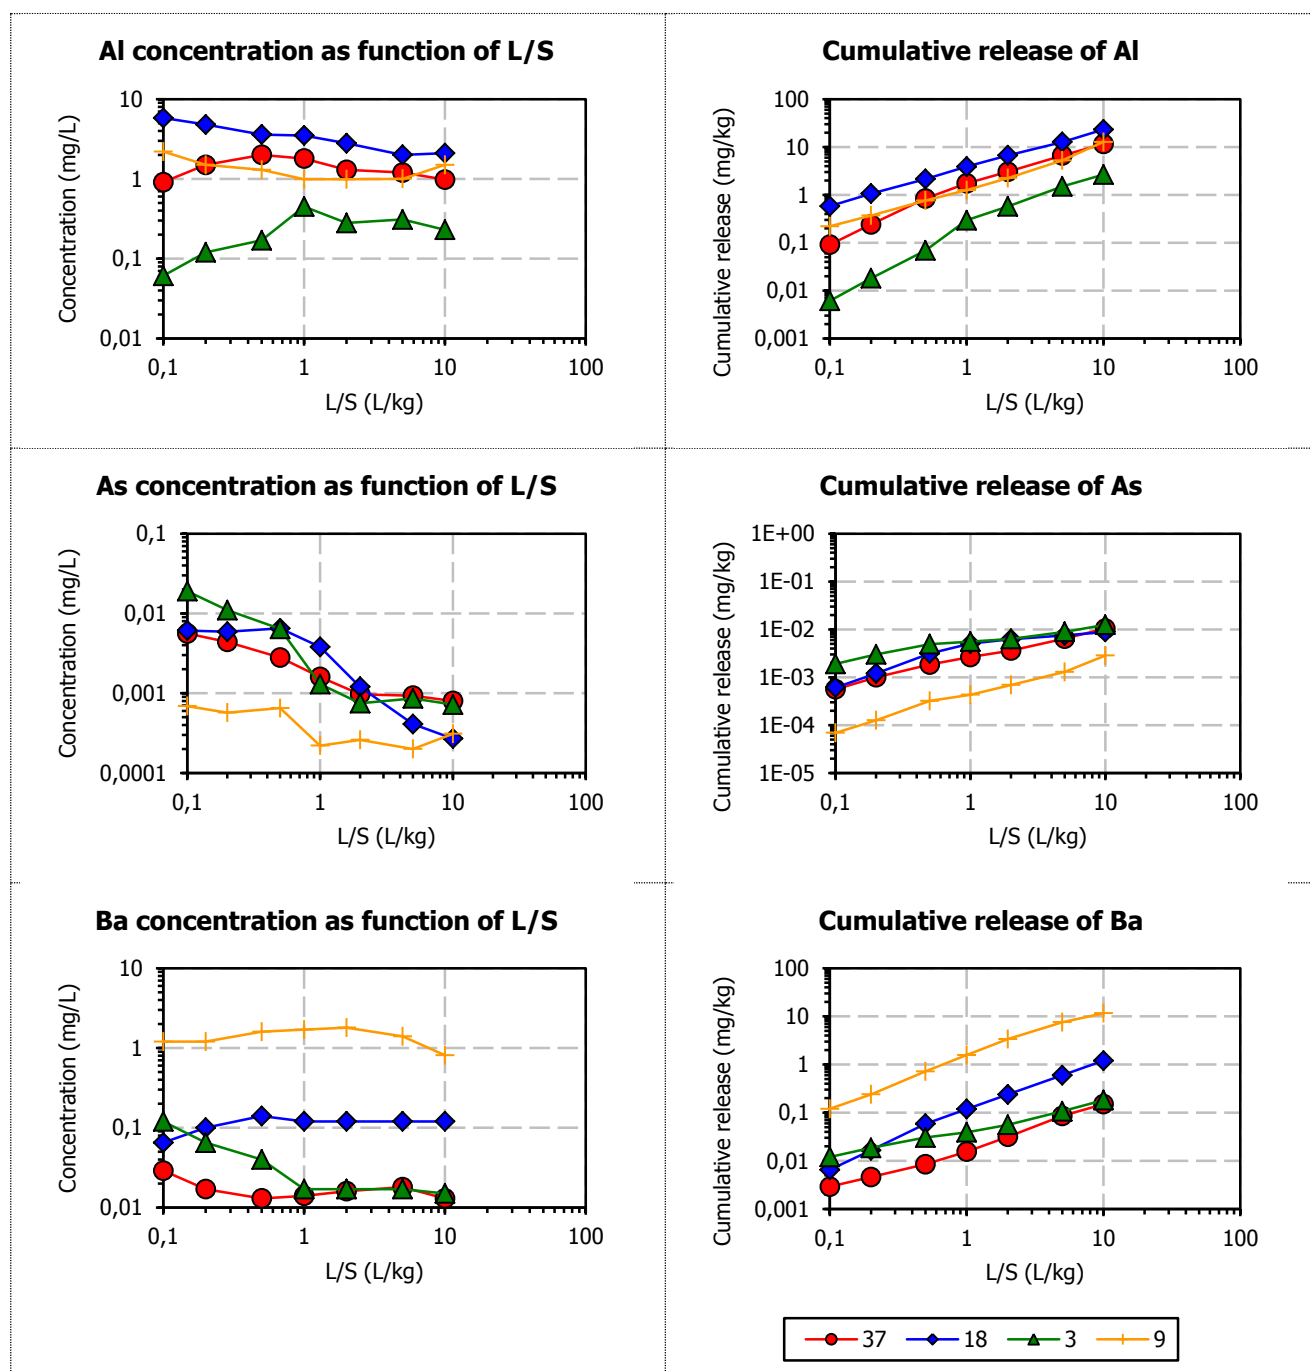 Al concentration as function of L/S
Concentration (mg/L)
10
1
0,1
0,01
0,1 1 10 100
L/S (L/kg)
Cumulative release of Al
Cumulative release (mg/kg)
100
10
1
0,1
0,01
0,001
0,1 1 10 100
L/S (L/kg)
As concentration as function of L/S
Concentration (mg/L)
0,1
0,01
0,001
0,0001
0,1 1 10 100
L/S (L/kg)
Cumulative release of As
Cumulative release (mg/kg)
1E+00
1E-01
1E-02
1E-03
1E-04
1E-05
0,1 1 10 100
L/S (L/kg)
Ba concentration as function of L/S
Concentration (mg/L)
10
1
0,1
0,01
0,1 1 10 100
L/S (L/kg)
Cumulative release of Ba
Cumulative release (mg/kg)
100
10
1
0,1
0,01
0,001
0,1 1 10 100
L/S (L/kg)
37 18 3 9